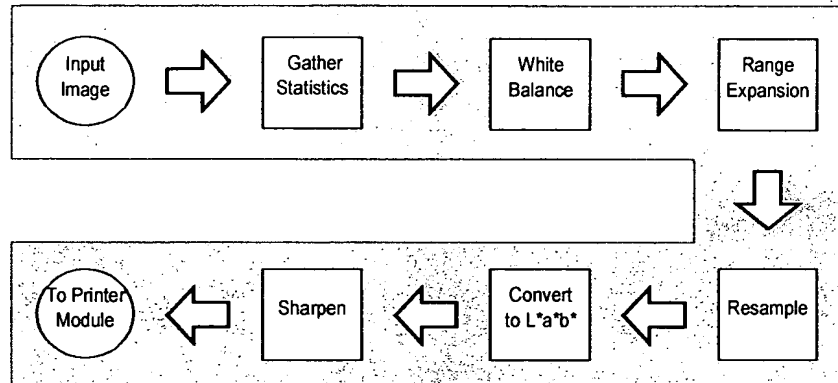 Input
Image
Gather
Statistics
White
Balance
Range
Expansion
Resample
Convert
to L*a*b*
Sharpen
To Printer
Module